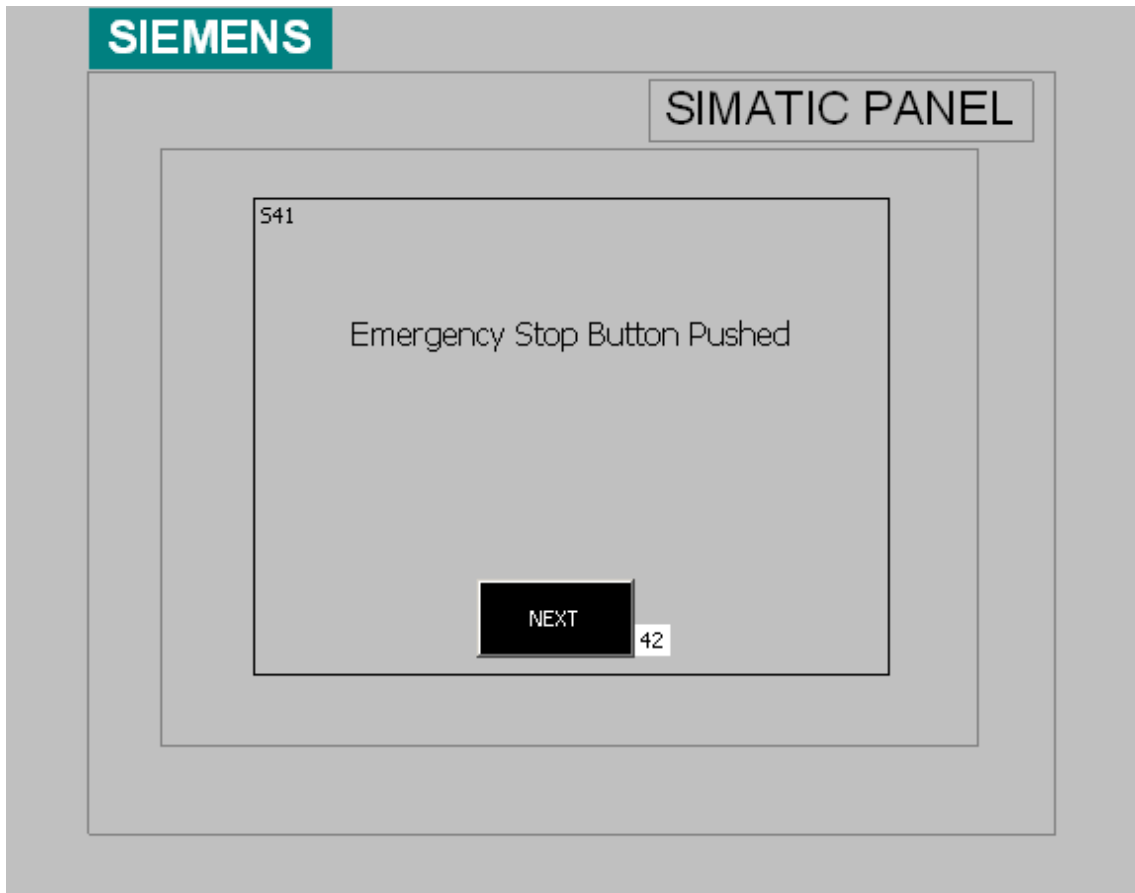 SIEMENS
SIMATIC PANEL
S41
Emergency Stop Button Pushed
NEXT
42